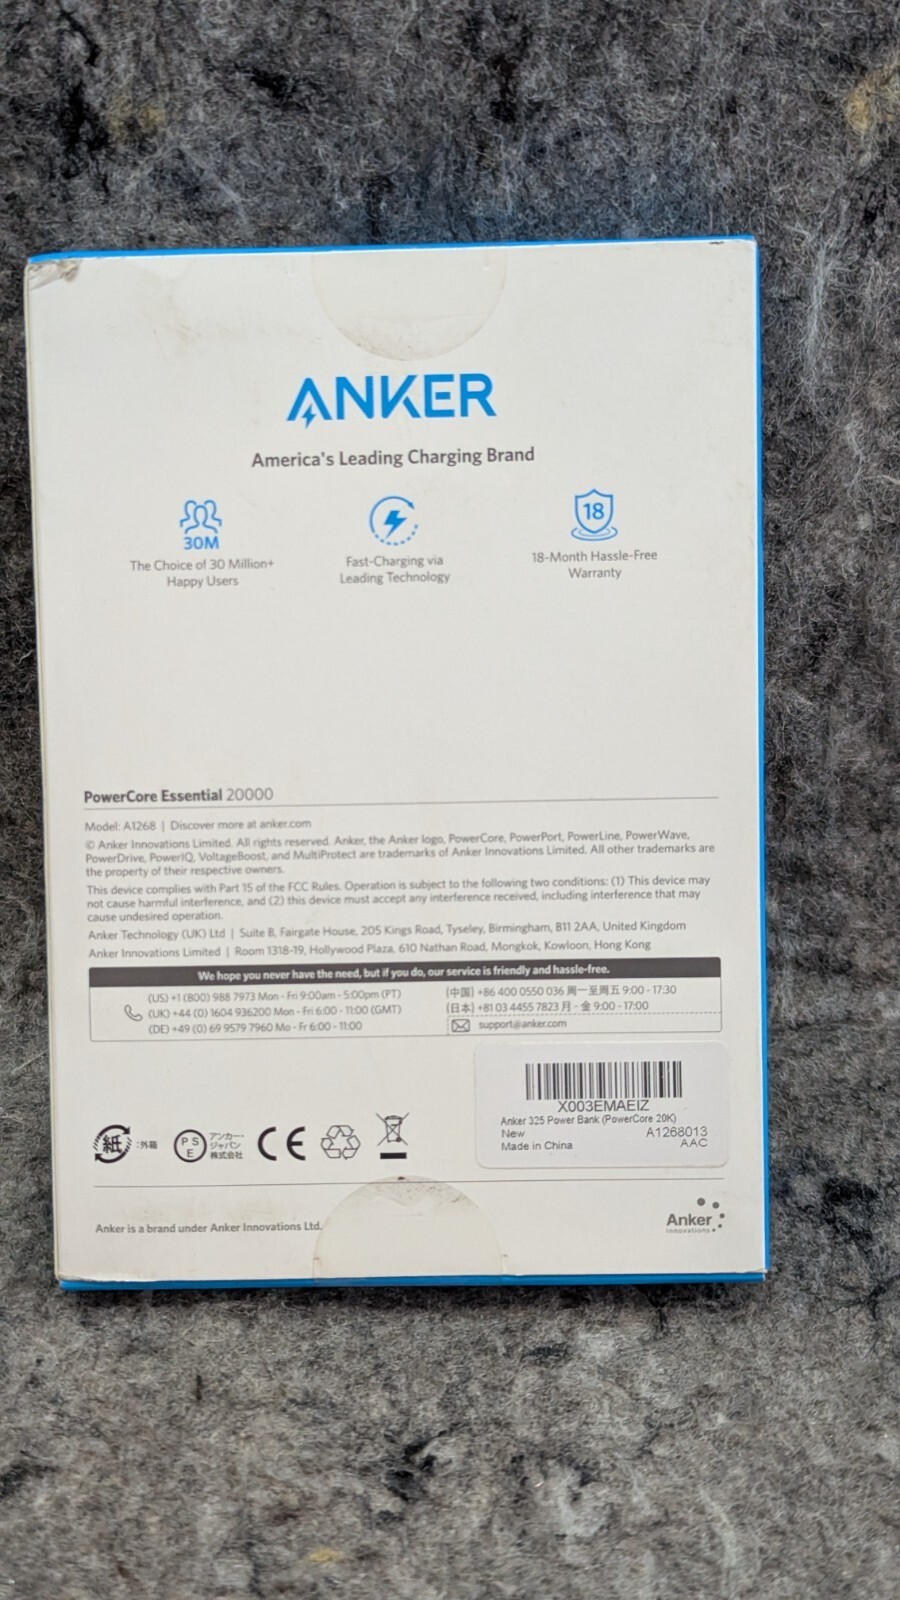 ANKER
America's Leading Charging Brand
30M
The Choice of 30 Million+
Happy Users
Fast-Charging via
Leading Technology
18
18-Month Hassle-Free
Warranty
PowerCore Essential 20000
Model: A1268 | Discover more at anker.com
© Anker Innovations Limited. All rights reserved. Anker, the Anker logo, PowerCore, PowerPort, PowerLine, PowerWave,
PowerDrive, PowerIQ, VoltageBoost, and MultiProtect are trademarks of Anker Innovations Limited. All other trademarks are
the property of their respective owners.
This device complies with Part 15 of the FCC Rules. Operation is subject to the following two conditions: (1) This device may
not cause harmful interference, and (2) this device must accept any interference received, including interference that may
cause undesired operation.
Anker Technology (UK) Ltd | Suite B, Fairgate House, 205 Kings Road, Tyseley, Birmingham, B11 2AA, United Kingdom
Anker Innovations Limited | Room 1318-19, Hollywood Plaza, 610 Nathan Road, Mongkok, Kowloon, Hong Kong
We hope you never have the need, but if you do, our service is friendly and hassle-free.
(US) +1 (800) 988 7973 Mon - Fri 9:00am - 5:00pm (PT)
(UK) +44 (0) 1604 936200 Mon - Fri 6:00 - 11:00 (GMT)
(DE) +49 (0) 69 9579 7960 Mo - Fr 6:00 - 11:00
(中国) +86 400 0550 036 周一至周五 9:00 - 17:30
(日本) +81 03 4455 7823 月 - 金 9:00 - 17:00
support@anker.com
X003EMAEIZ
Anker 325 Power Bank (PowerCore 20K)
New A1268013
Made in China AAC
紙 :外箱
PSE
アンカー・
ジャパン
株式会社
CE
Anker is a brand under Anker Innovations Ltd.
Anker
Innovations